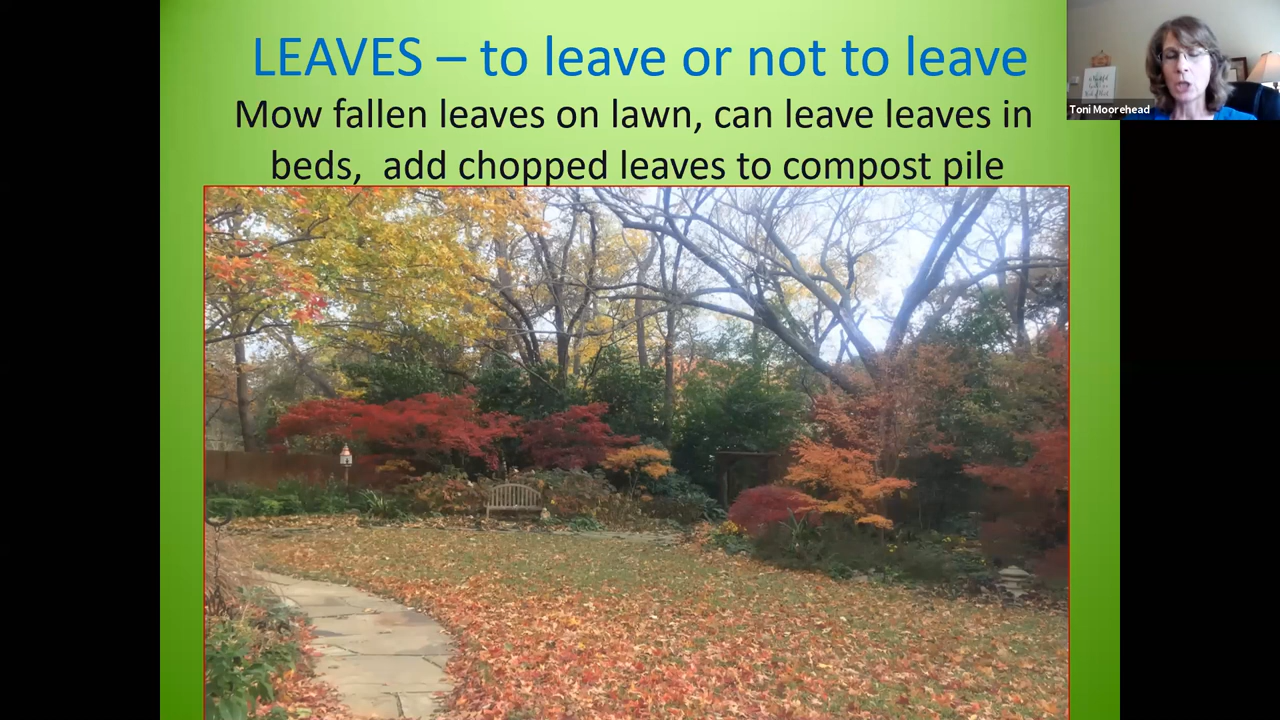 LEAVES – to leave or not to leave
Mow fallen leaves on lawn, can leave leaves in
beds, add chopped leaves to compost pile
Toni Moorehead